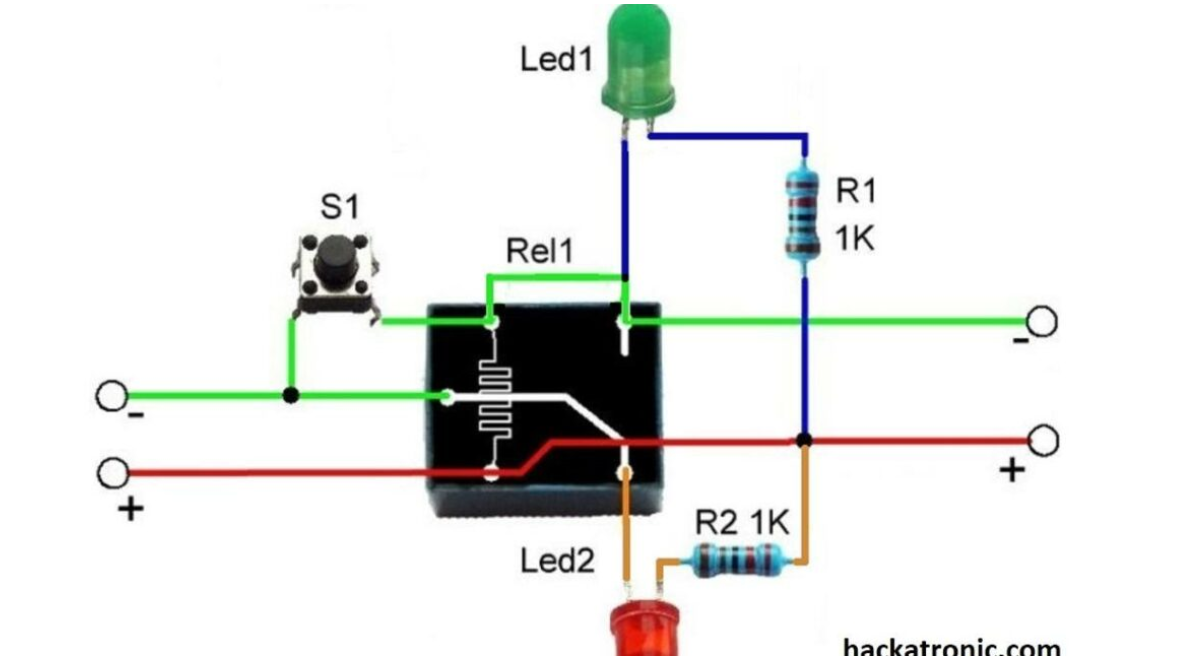 Led1
S1
R1
1K
Rel1
-
-
+
+
R2 1K
Led2
hackatronic.com